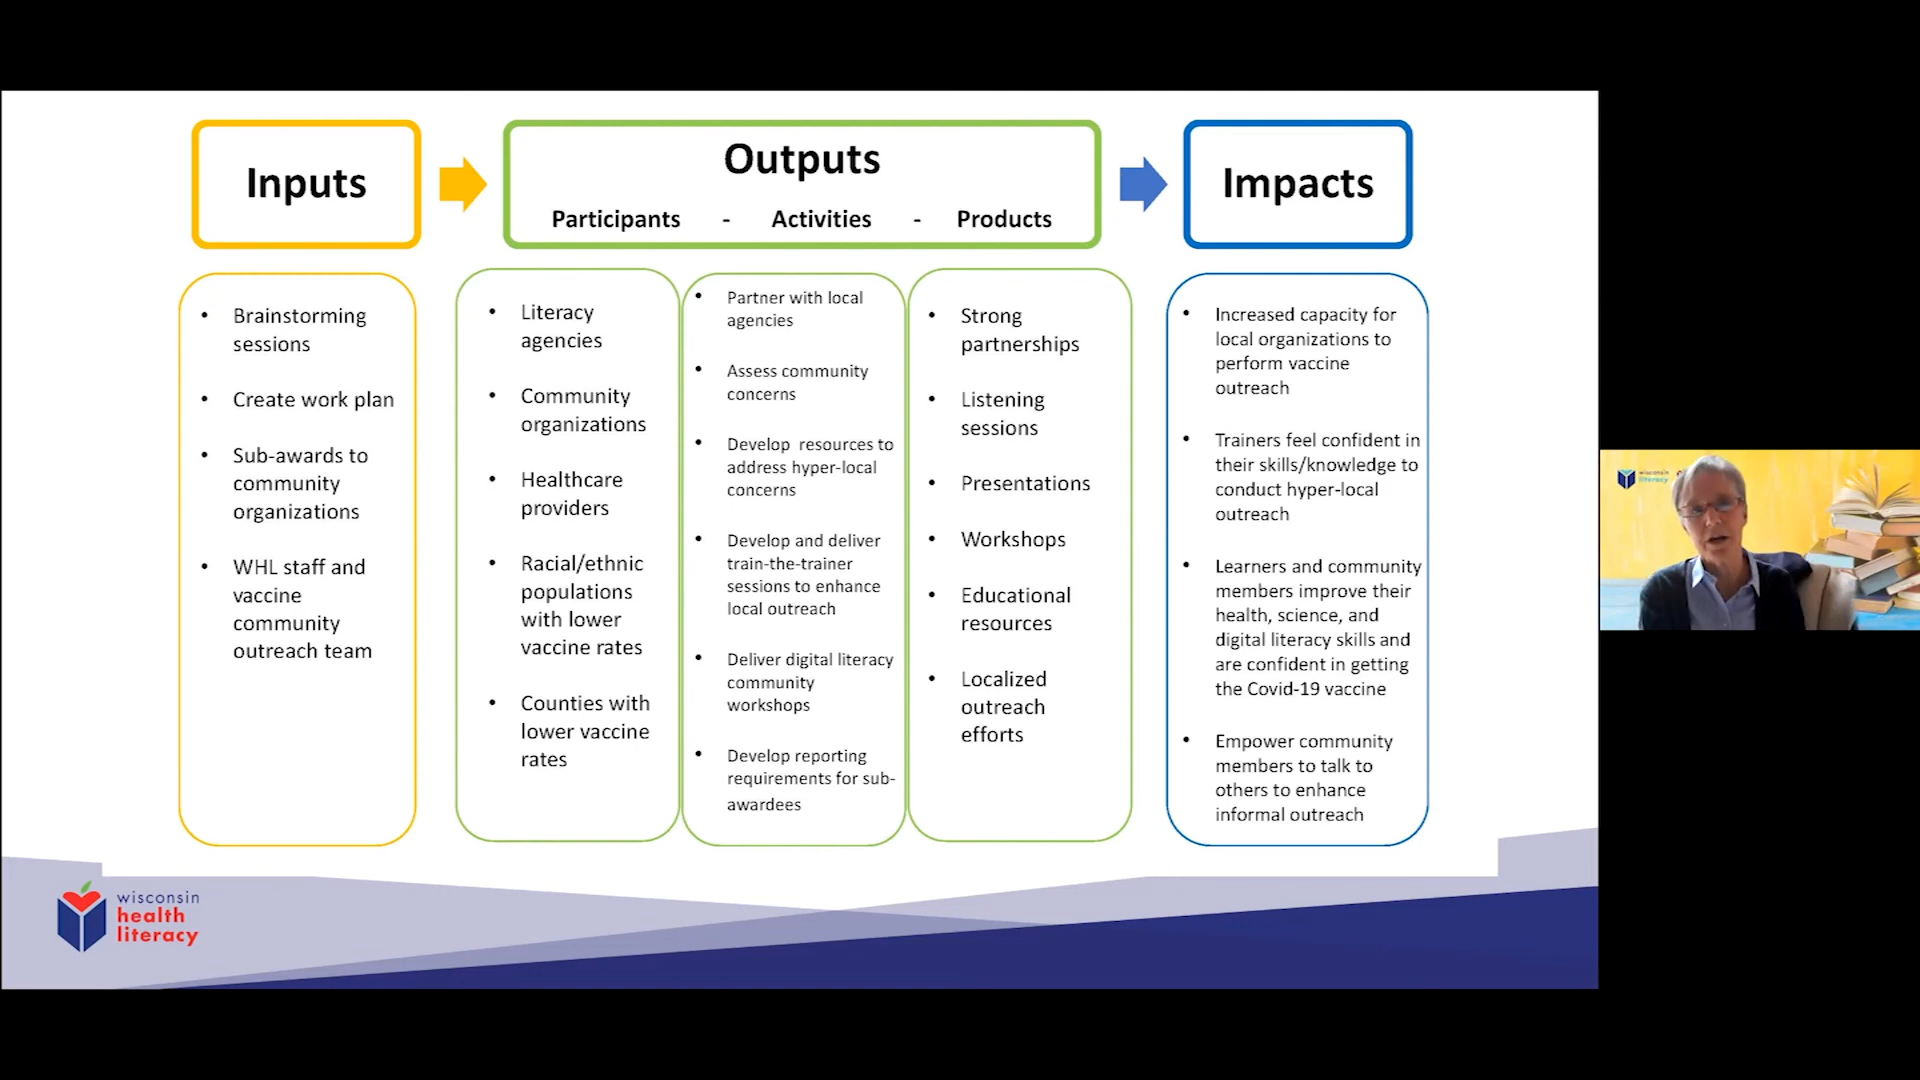 Inputs
Outputs
Participants - Activities - Products
Impacts
• Brainstorming
sessions
• Create work plan
• Sub-awards to
community
organizations
• WHL staff and
vaccine
community
outreach team
• Literacy
agencies
• Community
organizations
• Healthcare
providers
• Racial/ethnic
populations
with lower
vaccine rates
• Counties with
lower vaccine
rates
• Partner with local
agencies
• Assess community
concerns
• Develop resources to
address hyper-local
concerns
• Develop and deliver
train-the-trainer
sessions to enhance
local outreach
• Deliver digital literacy
community
workshops
• Develop reporting
requirements for sub-
awardees
• Strong
partnerships
• Listening
sessions
• Presentations
• Workshops
• Educational
resources
• Localized
outreach
efforts
• Increased capacity for
local organizations to
perform vaccine
outreach
• Trainers feel confident in
their skills/knowledge to
conduct hyper-local
outreach
• Learners and community
members improve their
health, science, and
digital literacy skills and
are confident in getting
the Covid-19 vaccine
• Empower community
members to talk to
others to enhance
informal outreach
wisconsin
health
literacy
wisconsin
literacy